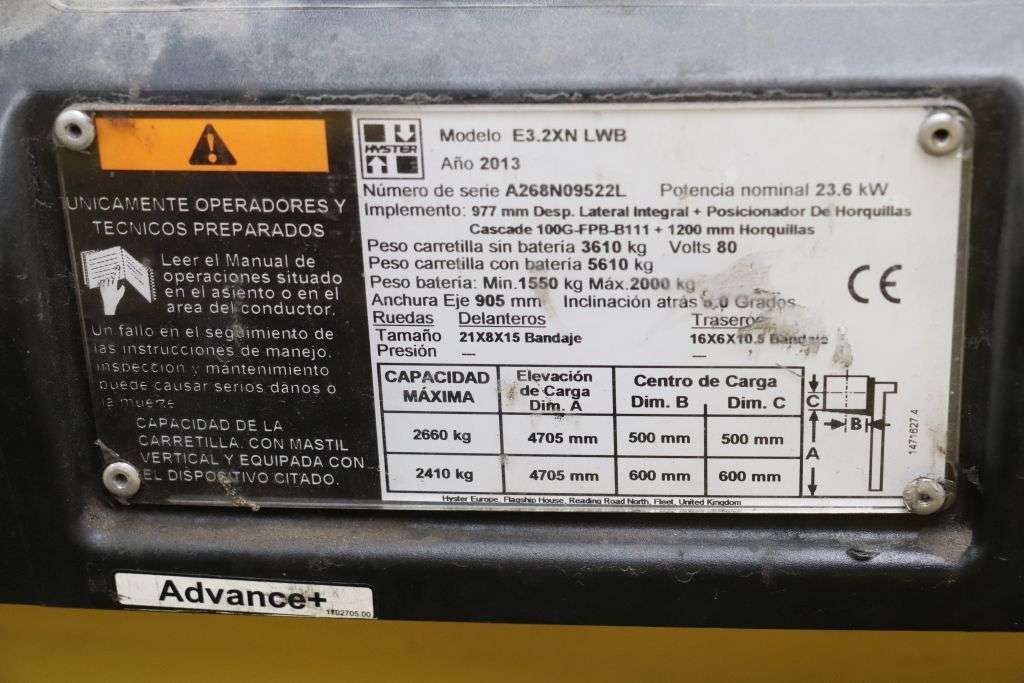 UNICAMENTE OPERADORES Y
TECNICOS PREPARADOS
Leer el Manual de
operaciones situado
en el asiento o en el
area del conductor.
Un fallo en el seguimiento de
las instrucciones de manejo,
inspeccion y mantenimiento
puede causar serios daños o
la muerte
CAPACIDAD DE LA
CARRETILLA. CON MASTIL
VERTICAL Y EQUIPADA CON
EL DISPOSITIVO CITADO.
HYSTER
Modelo E3.2XN LWB
Año 2013
Número de serie A268N09522L Potencia nominal 23.6 kW
Implemento: 977 mm Desp. Lateral Integral + Posicionador De Horquillas
Cascade 100G-FPB-B111 + 1200 mm Horquillas
Peso carretilla sin batería 3610 kg Volts 80
Peso carretilla con batería 5610 kg
Peso bateria: Min.1550 kg Máx.2000 kg
CE
Anchura Eje 905 mm Inclinación atrás Grados
Ruedas Delanteros Traseros
Tamaño 21X8X15 Bandaje 16X6X10.5 Bandaje
Presión — —
CAPACIDAD MÁXIMA Elevación de Carga Dim. A Centro de Carga Dim. B Dim. C
2660 kg 4705 mm 500 mm 500 mm
2410 kg 4705 mm 600 mm 600 mm
C
B
A
1471627.4
Hyster Europe, Flagship House, Reading Road North, Fleet, United Kingdom
Advance+
1702705.00